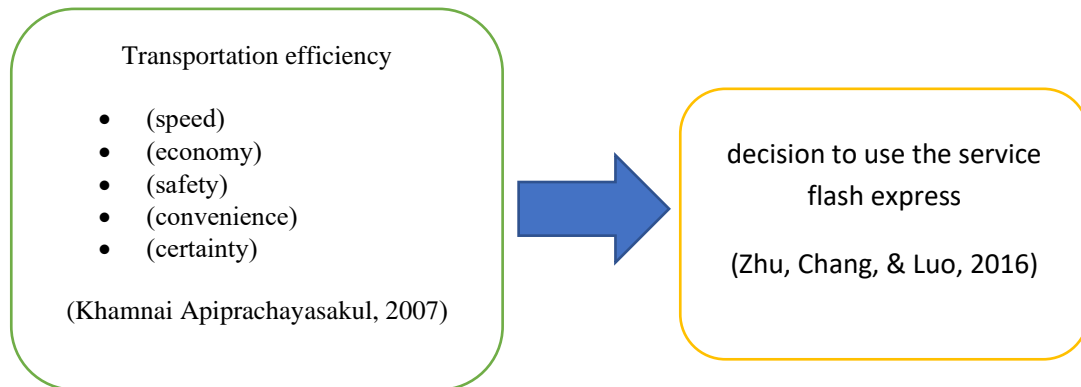 Transportation efficiency
• (speed)
• (economy)
• (safety)
• (convenience)
• (certainty)
(Khamnai Apiprachayasakul, 2007)
decision to use the service
flash express
(Zhu, Chang, & Luo, 2016)